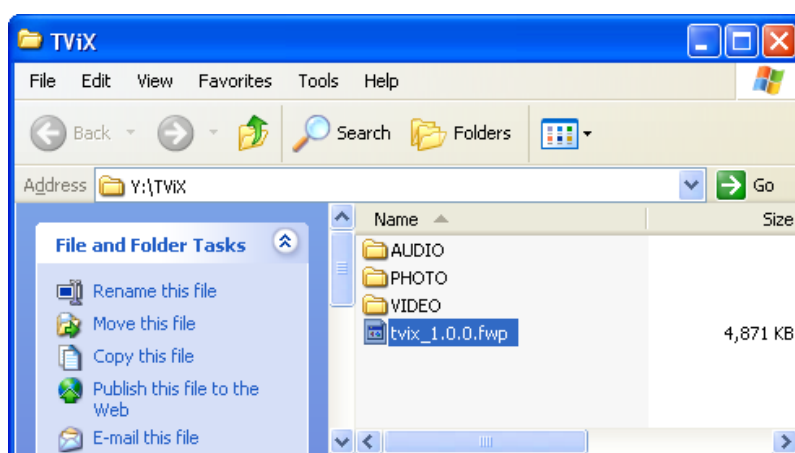 TViX
File Edit View Favorites Tools Help
Back Search Folders
Address Y:\TViX Go
Name Size
File and Folder Tasks
AUDIO
PHOTO
VIDEO
tvix_1.0.0.fwp 4,871 KB
Rename this file
Move this file
Copy this file
Publish this file to the
Web
E-mail this file